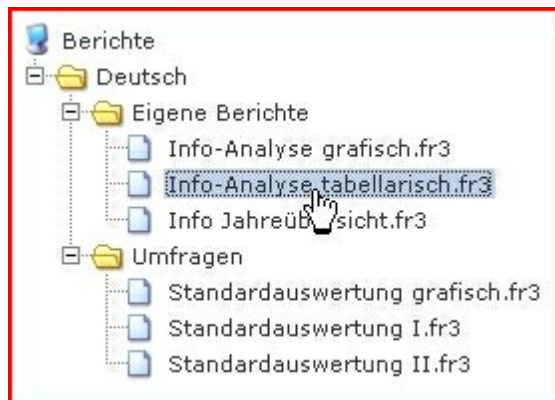 Berichte
Deutsch
Eigene Berichte
Info-Analyse grafisch.fr3
Info-Analyse tabellarisch.fr3
Info
Umfragen
Standardauswertung grafisch.fr3
Standardauswertung I.fr3
Standardauswertung II.fr3